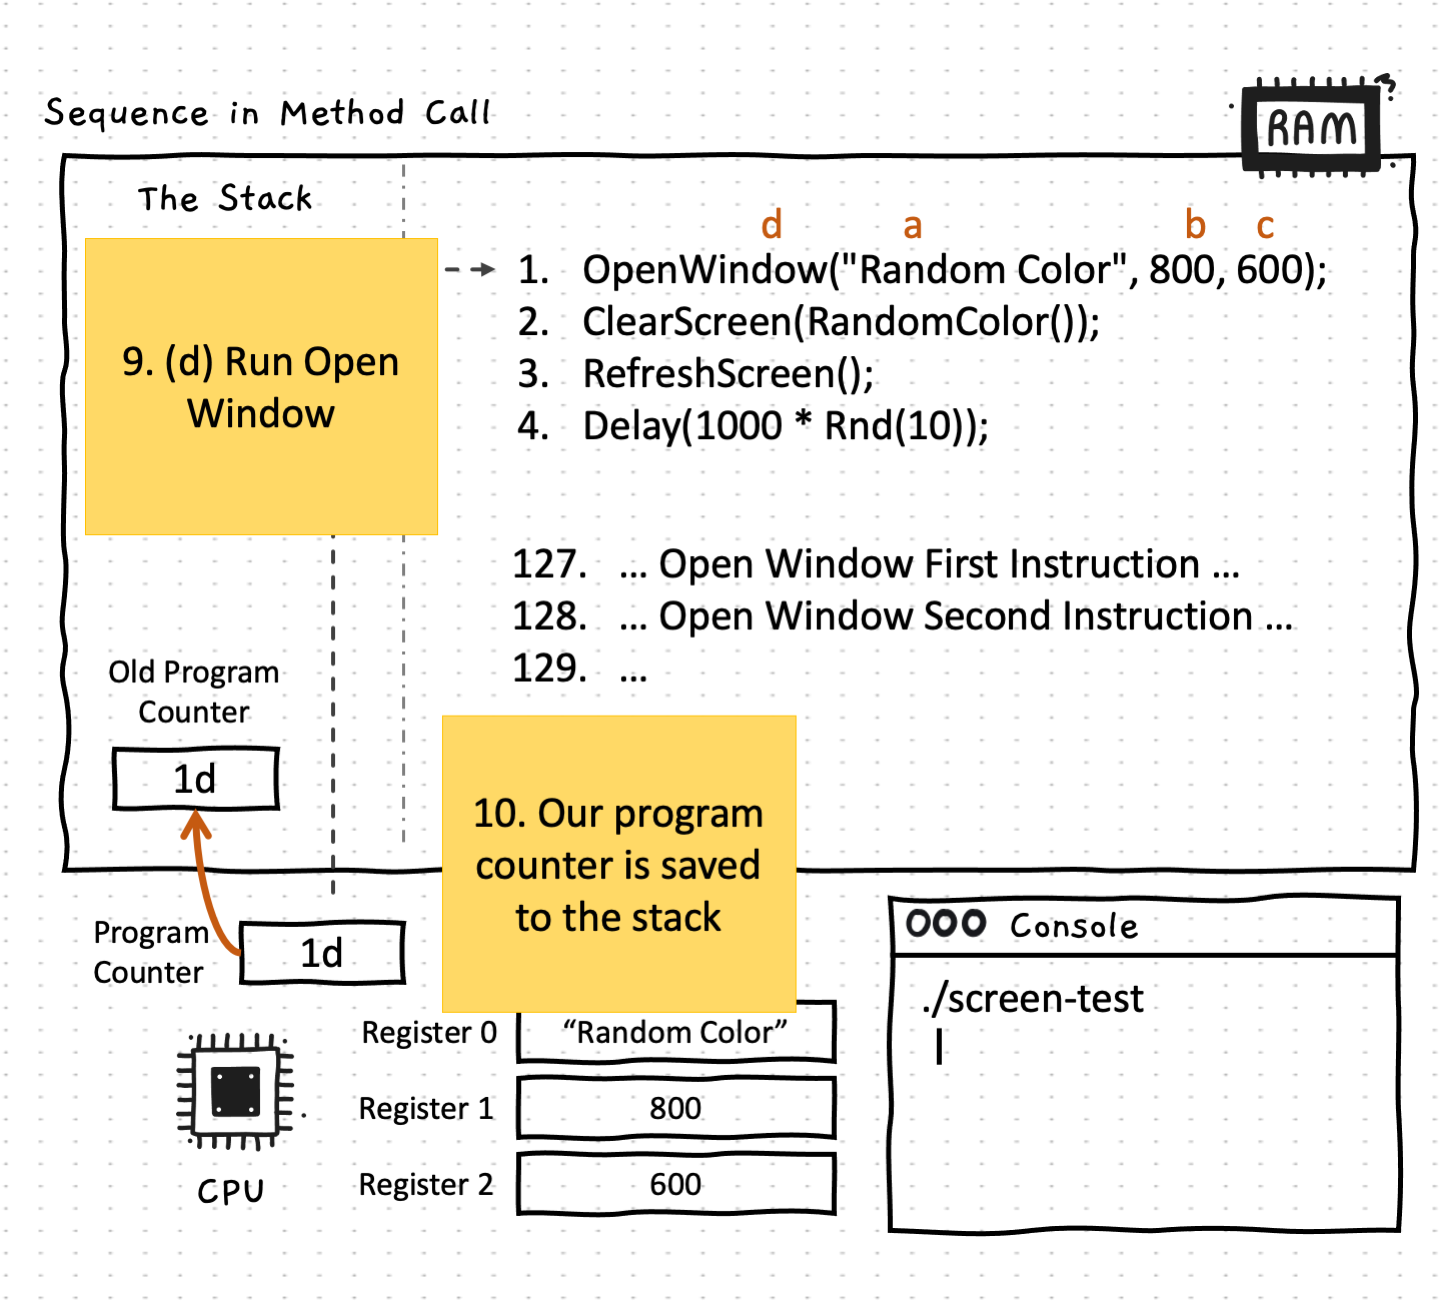 Sequence in Method Call
RAM
The Stack
d a b c
9. (d) Run Open
Window
1. OpenWindow("Random Color", 800, 600);
2. ClearScreen(RandomColor());
3. RefreshScreen();
4. Delay(1000 * Rnd(10));
127. ... Open Window First Instruction ...
128. ... Open Window Second Instruction ...
129. ...
Old Program
Counter
1d
10. Our program
counter is saved
to the stack
Program
Counter
1d
Register 0 “Random Color”
Register 1 800
Register 2 600
CPU
Console
./screen-test
|